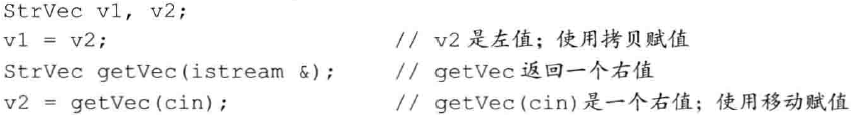 StrVec v1, v2;
v1 = v2; // v2 是左值；使用拷贝赋值
StrVec getVec(istream &); // getVec 返回一个右值
v2 = getVec(cin); // getVec(cin)是一个右值；使用移动赋值